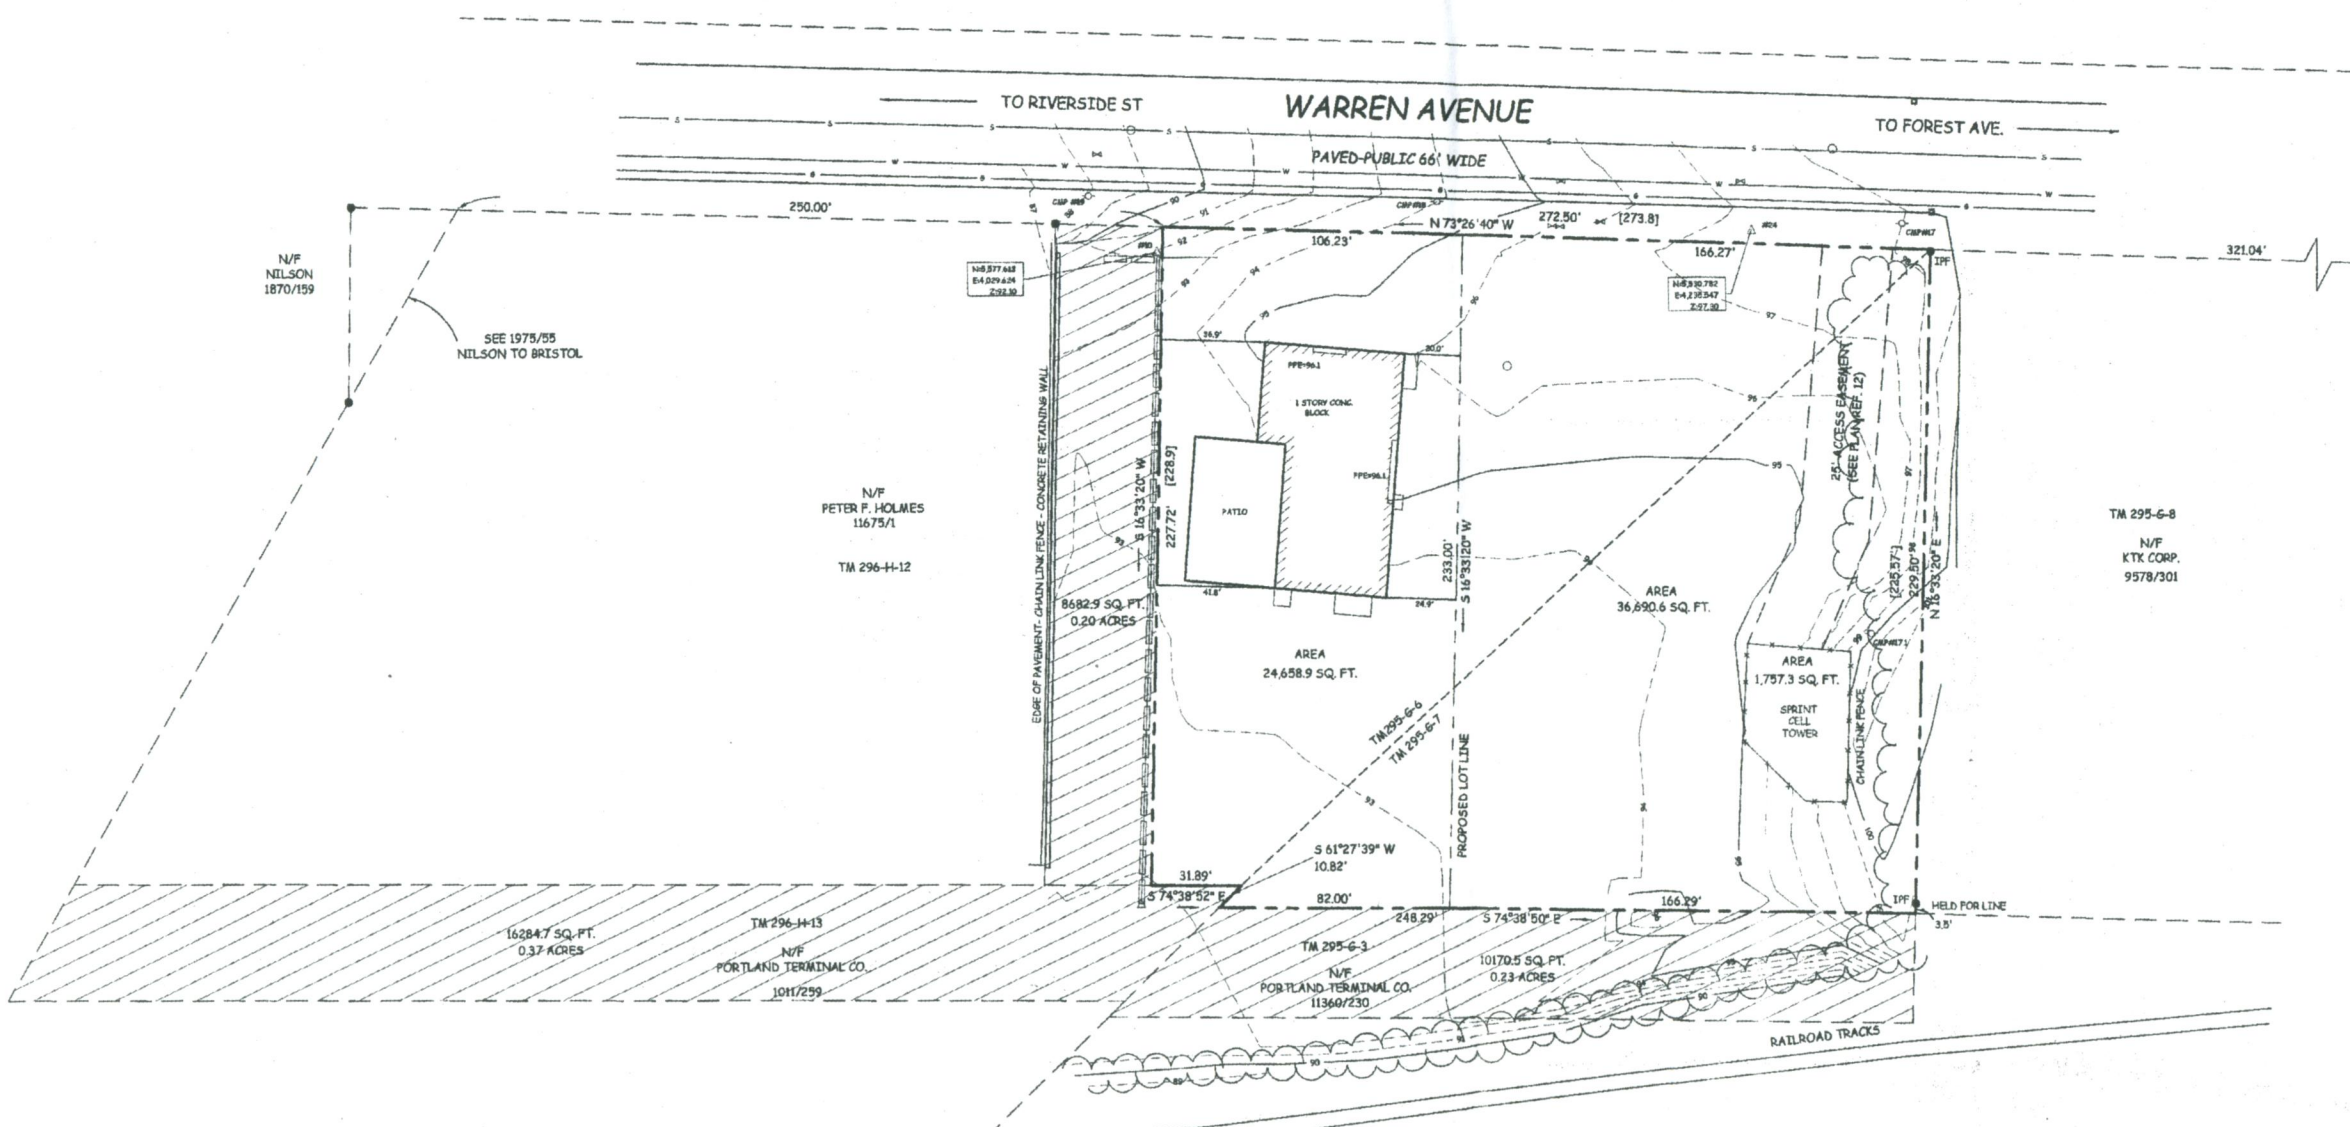 TO RIVERSIDE ST
WARREN AVENUE
TO FOREST AVE.
PAVED-PUBLIC 66' WIDE
250.00'
N 73°26'40" W
272.50'
[273.8]
106.23'
166.27'
IPF
321.04'
N/F
NILSON
1870/159
SEE 1975/55
NILSON TO BRISTOL
EDGE OF PAVEMENT- CHAIN LINK FENCE - CONCRETE RETAINING WALL
N/F
PETER F. HOLMES
11675/1
TM 296-H-12
S 16°33'20" W
227.72'
[228.9]
1 STORY CONC.
BLOCK
PATIO
41.8'
24.9'
8682.9 SQ. FT.
0.20 ACRES
AREA
24,658.9 SQ. FT.
233.00'
S 16°33'20" W
PROPOSED LOT LINE
TM 295-G-6
TM 295-G-7
AREA
36,690.6 SQ. FT.
25' ACCESS EASEMENT
(SEE PLAN REF. 12)
[225.57']
229.50'
N 16°33'20" E
AREA
1,757.3 SQ. FT.
SPRINT
CELL
TOWER
CHAIN LINK FENCE
TM 295-G-8
N/F
KTK CORP.
9578/301
S 61°27'39" W
10.82'
31.89'
S 74°38'52" E
82.00'
248.29'
S 74°38'50" E
166.29'
IPF
HELD FOR LINE
3.5'
16284.7 SQ. FT.
0.37 ACRES
TM 296-H-13
N/F
PORTLAND TERMINAL CO.
1011/259
TM 295-G-3
N/F
PORTLAND TERMINAL CO.
11360/230
10170.5 SQ. FT.
0.23 ACRES
RAILROAD TRACKS